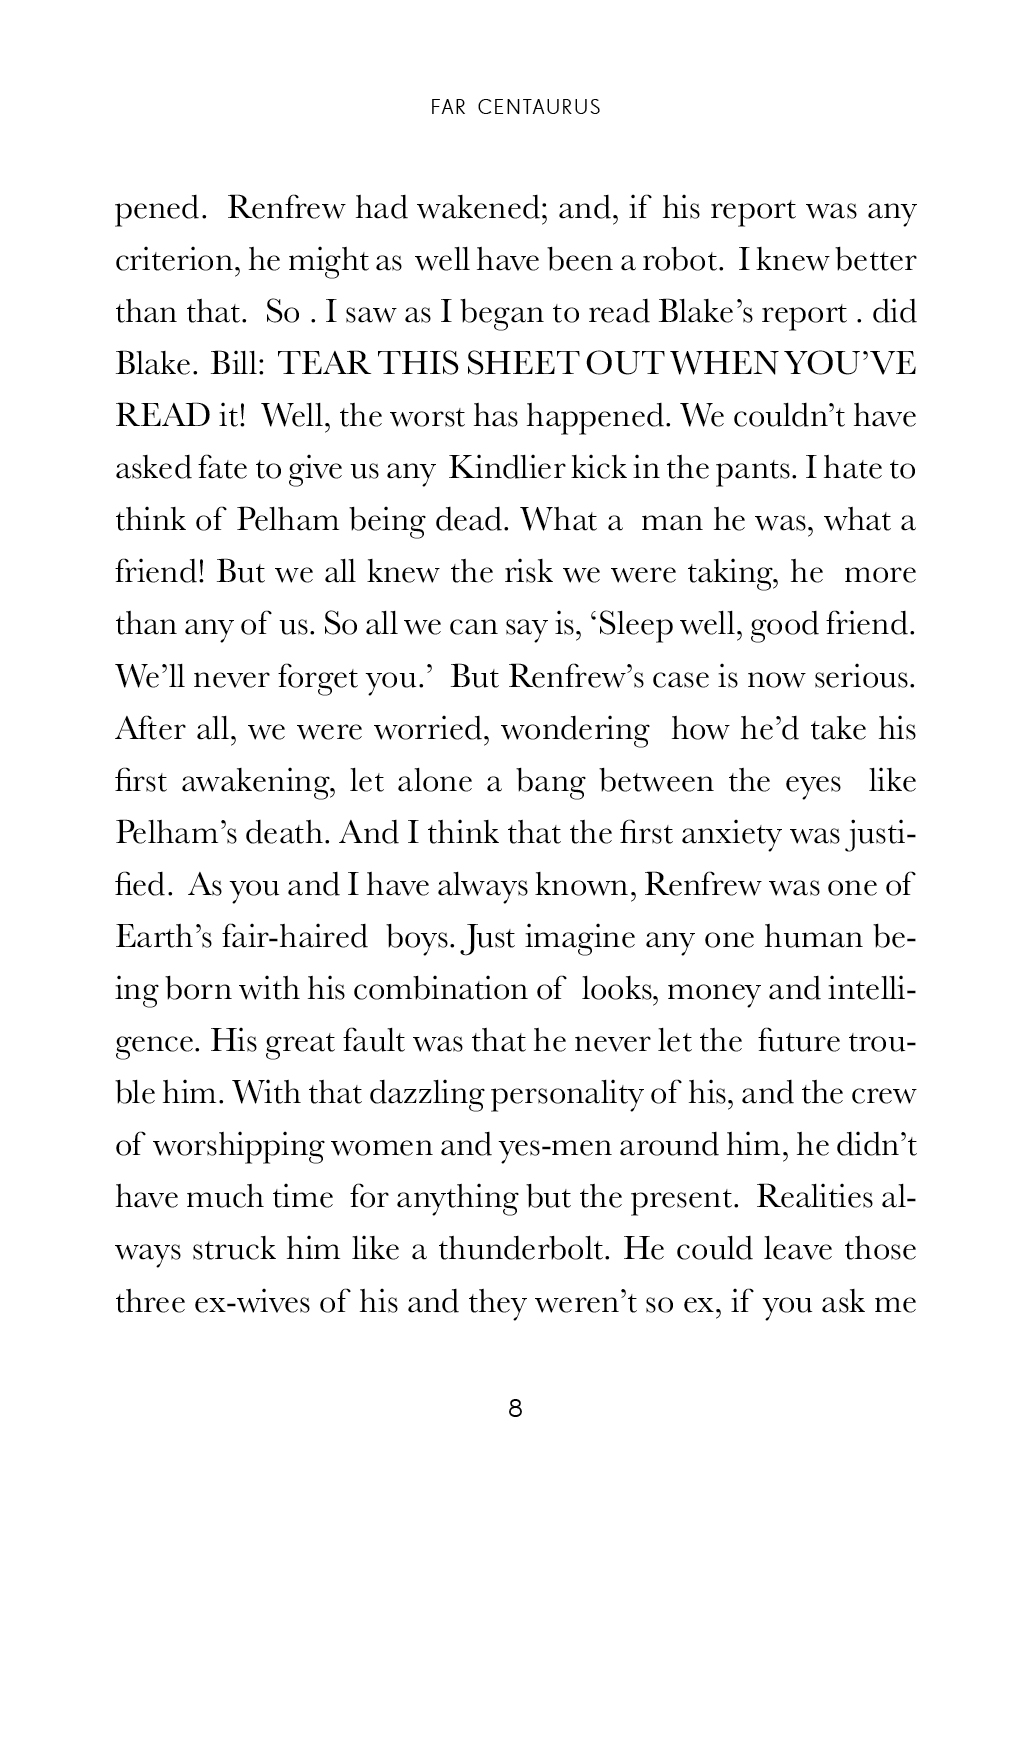 FAR CENTAURUS
pened.  Renfrew had wakened; and, if his report was any
criterion, he might as well have been a robot.  I knew better
than that.  So . I saw as I began to read Blake’s report . did
Blake. Bill: TEAR THIS SHEET OUT WHEN YOU’VE
READ it!  Well, the worst has happened. We couldn’t have
asked fate to give us any Kindlier kick in the pants. I hate to
think of Pelham being dead. What a  man he was, what a
friend! But we all knew the risk we were taking, he  more
than any of us. So all we can say is, ‘Sleep well, good friend.
We’ll never forget you.’  But Renfrew’s case is now serious.
After all, we were worried, wondering  how he’d take his
first awakening, let alone a bang between the eyes  like
Pelham’s death. And I think that the first anxiety was justi-
fied.  As you and I have always known, Renfrew was one of
Earth’s fair-haired  boys. Just imagine any one human be-
ing born with his combination of  looks, money and intelli-
gence. His great fault was that he never let the  future trou-
ble him. With that dazzling personality of his, and the crew
of worshipping women and yes-men around him, he didn’t
have much time  for anything but the present.  Realities al-
ways struck him like a thunderbolt. He could leave those
three ex-wives of his and they weren’t so ex, if you ask me
8